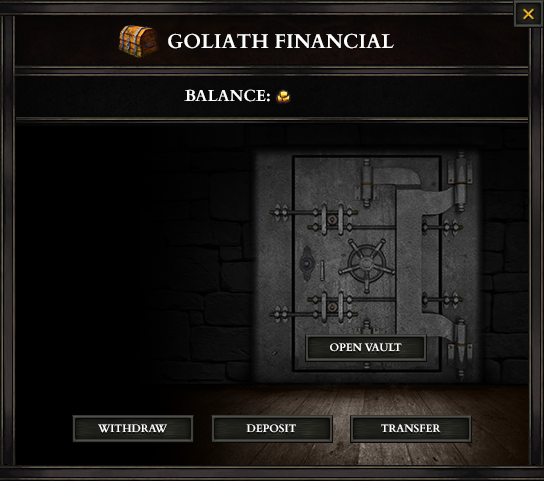 GOLIATH FINANCIAL
BALANCE:
OPEN VAULT
WITHDRAW
DEPOSIT
TRANSFER